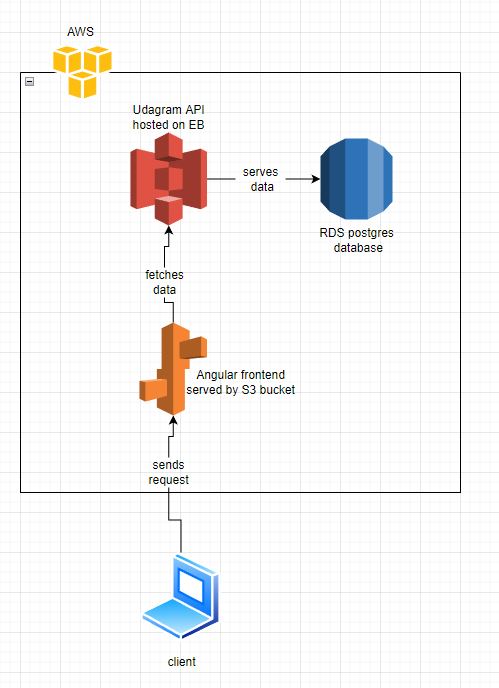 AWS
Udagram API
hosted on EB
serves
data
RDS postgres
database
fetches
data
Angular frontend
served by S3 bucket
sends
request
client